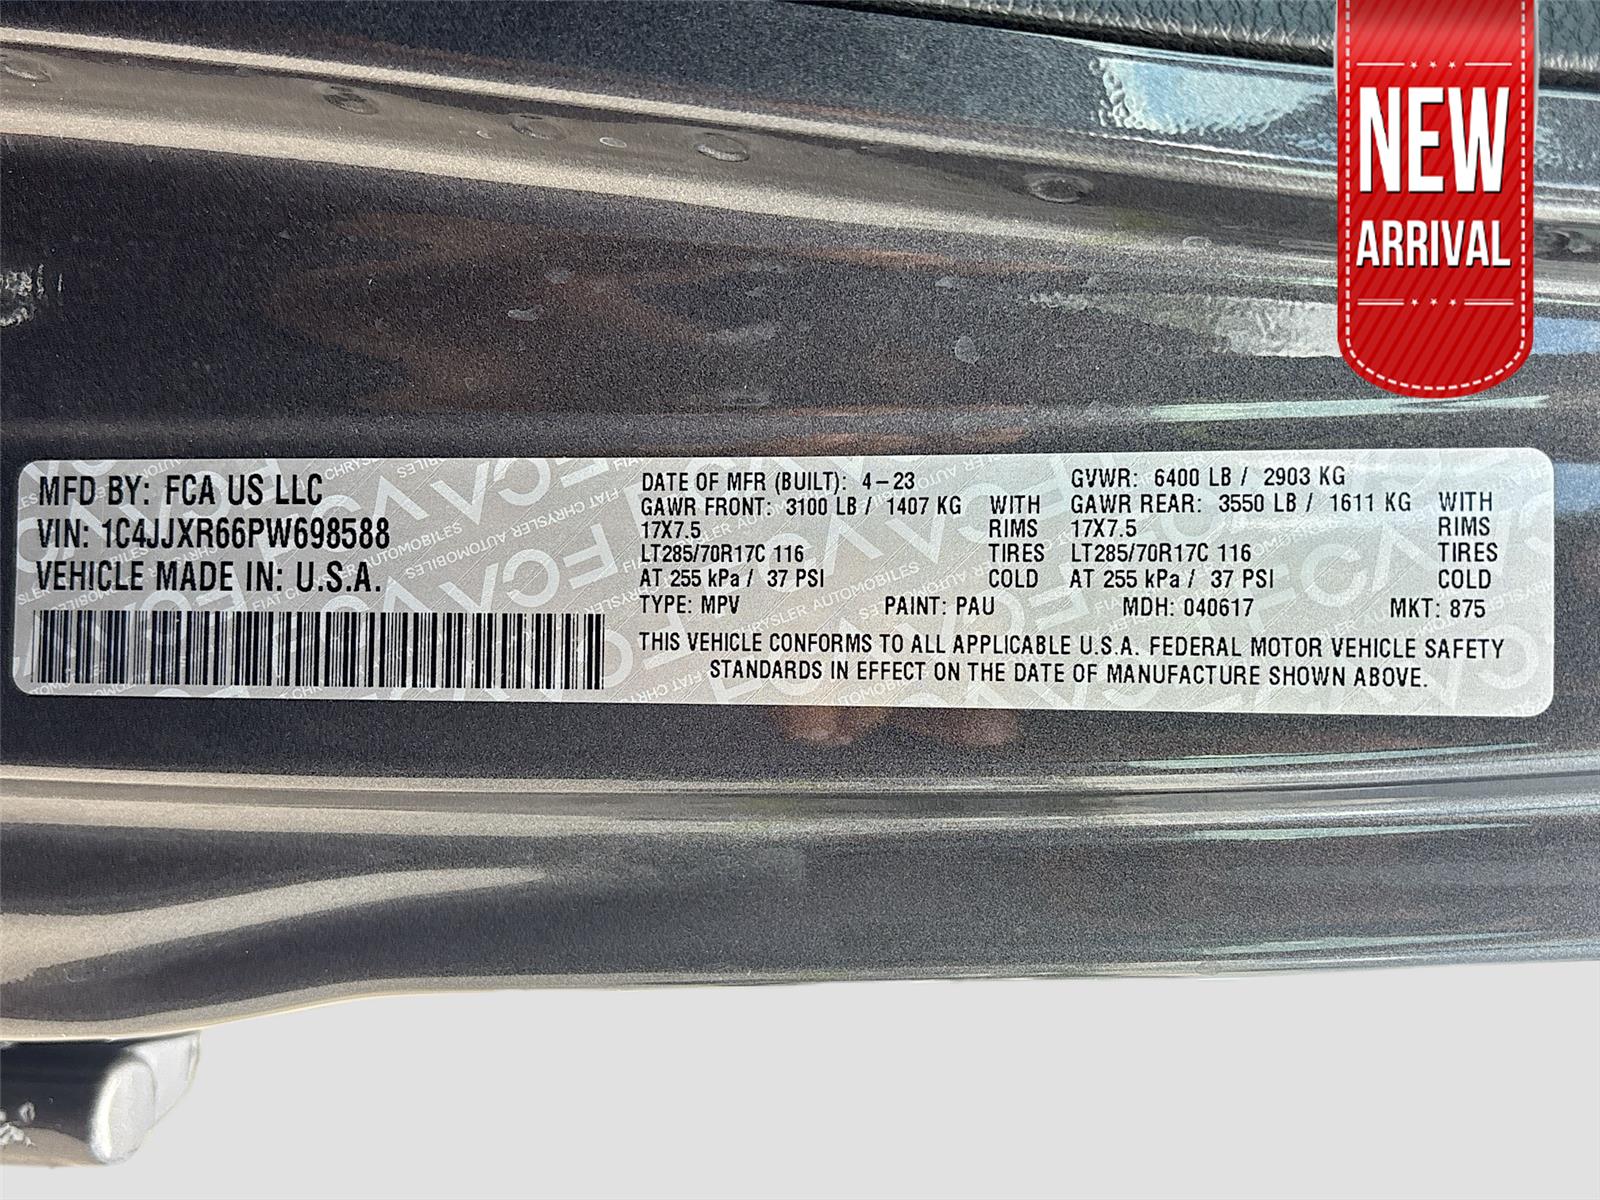 NEW
ARRIVAL
MFD BY: FCA US LLC
VIN: 1C4JJXR66PW698588
VEHICLE MADE IN: U.S.A.
DATE OF MFR (BUILT): 4-23 GVWR: 6400 LB / 2903 KG
GAWR FRONT: 3100 LB / 1407 KG WITH GAWR REAR: 3550 LB / 1611 KG WITH
17X7.5 RIMS 17X7.5 RIMS
LT285/70R17C 116 TIRES LT285/70R17C 116 TIRES
AT 255 kPa / 37 PSI COLD AT 255 kPa / 37 PSI COLD
TYPE: MPV PAINT: PAU MDH: 040617 MKT: 875
THIS VEHICLE CONFORMS TO ALL APPLICABLE U.S.A. FEDERAL MOTOR VEHICLE SAFETY
STANDARDS IN EFFECT ON THE DATE OF MANUFACTURE SHOWN ABOVE.